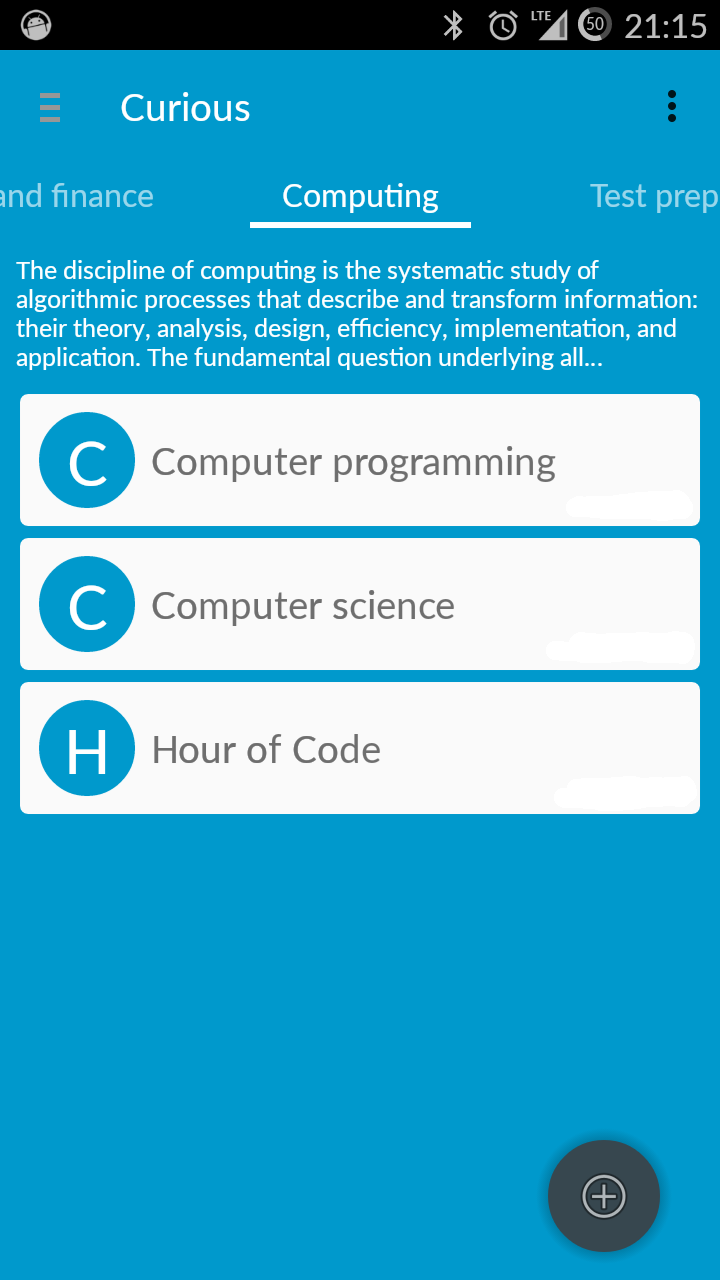 LTE 50 21:15
Curious
and finance Computing Test prep
The discipline of computing is the systematic study of
algorithmic processes that describe and transform information:
their theory, analysis, design, efficiency, implementation, and
application. The fundamental question underlying all...
C Computer programming
C Computer science
H Hour of Code